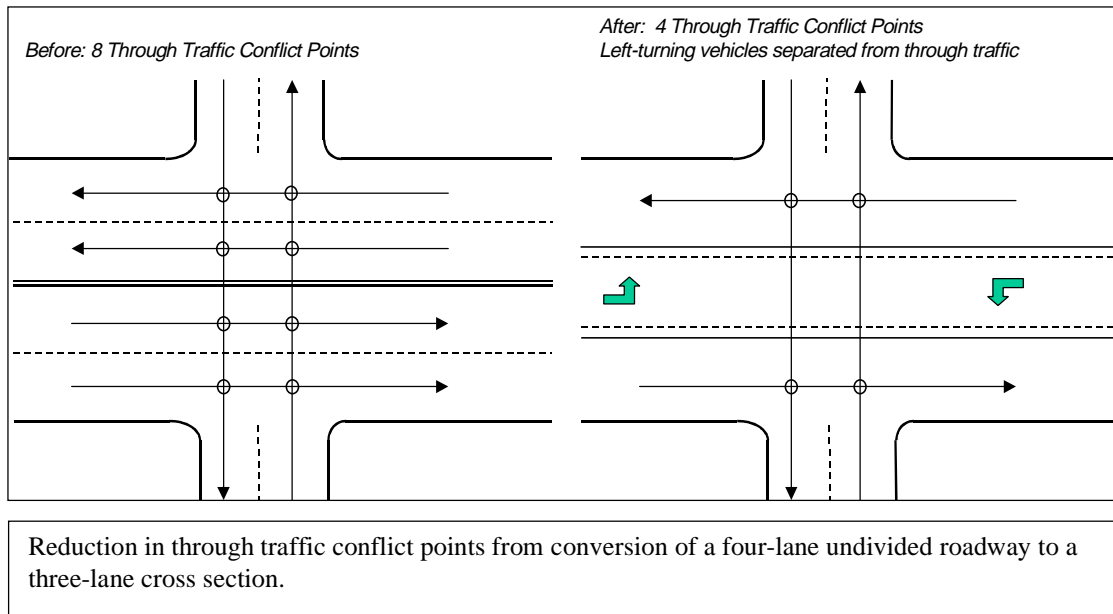 Before: 8 Through Traffic Conflict Points
After: 4 Through Traffic Conflict Points
Left-turning vehicles separated from through traffic
Reduction in through traffic conflict points from conversion of a four-lane undivided roadway to a
three-lane cross section.